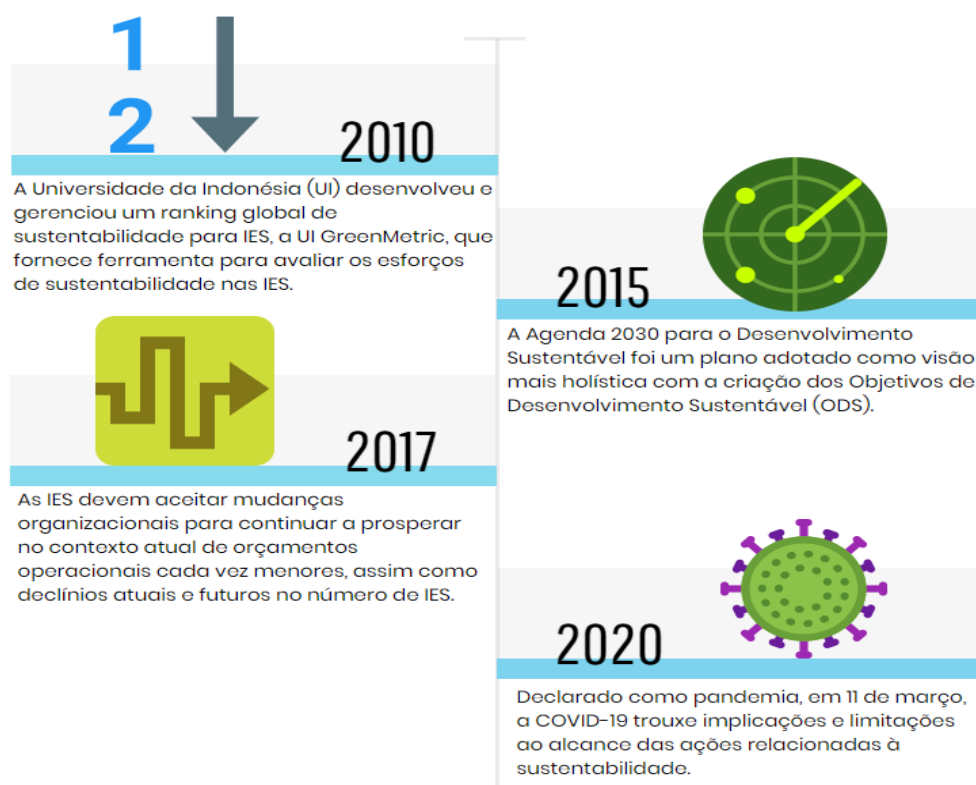 1
2
2010
A Universidade da Indonésia (UI) desenvolveu e
gerenciou um ranking global de
sustentabilidade para IES, a UI GreenMetric, que
fornece ferramenta para avaliar os esforços
de sustentabilidade nas IES.
2015
A Agenda 2030 para o Desenvolvimento
Sustentável foi um plano adotado como visão
mais holística com a criação dos Objetivos de
Desenvolvimento Sustentável (ODS).
2017
As IES devem aceitar mudanças
organizacionais para continuar a prosperar
no contexto atual de orçamentos
operacionais cada vez menores, assim como
declínios atuais e futuros no número de IES.
2020
Declarado como pandemia, em 11 de março,
a COVID-19 trouxe implicações e limitações
ao alcance das ações relacionadas à
sustentabilidade.